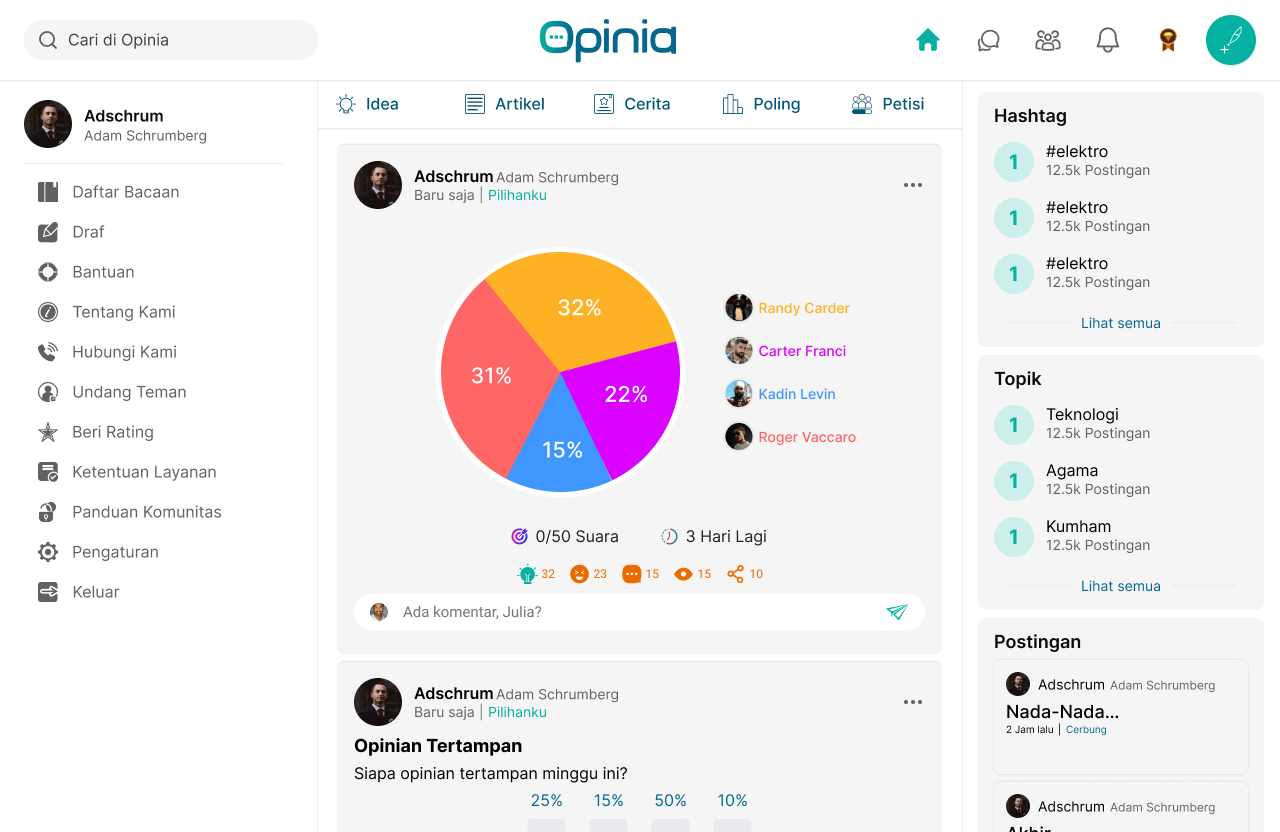 Cari di Opinia
Opinia
Adschrum
Adam Schrumberg
Daftar Bacaan
Draf
Bantuan
Tentang Kami
Hubungi Kami
Undang Teman
Beri Rating
Ketentuan Layanan
Panduan Komunitas
Pengaturan
Keluar
Idea Artikel Cerita Poling Petisi
Adschrum Adam Schrumberg
Baru saja | Pilihanku
32%
31%
22%
15%
Randy Carder
Carter Franci
Kadin Levin
Roger Vaccaro
0/50 Suara 3 Hari Lagi
32 23 15 15 10
Ada komentar, Julia?
Adschrum Adam Schrumberg
Baru saja | Pilihanku
Opinian Tertampan
Siapa opinian tertampan minggu ini?
25% 15% 50% 10%
Hashtag
1 #elektro
12.5k Postingan
1 #elektro
12.5k Postingan
1 #elektro
12.5k Postingan
Lihat semua
Topik
1 Teknologi
12.5k Postingan
1 Agama
12.5k Postingan
1 Kumham
12.5k Postingan
Lihat semua
Postingan
Adschrum Adam Schrumberg
Nada-Nada...
2 Jam lalu | Cerbung
Adschrum Adam Schrumberg